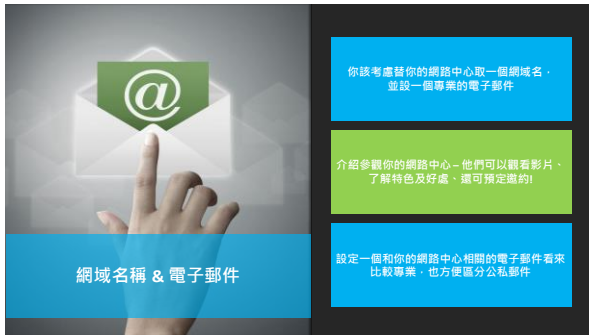 @
網域名稱 & 電子郵件
你該考慮替你的網路中心取一個網域名，
並設一個專業的電子郵件
介紹參觀你的網路中心– 他們可以觀看影片、
了解特色及好處，還可預定邀約!
設定一個和你的網路中心相關的電子郵件看來
比較專業，也方便區分公私郵件